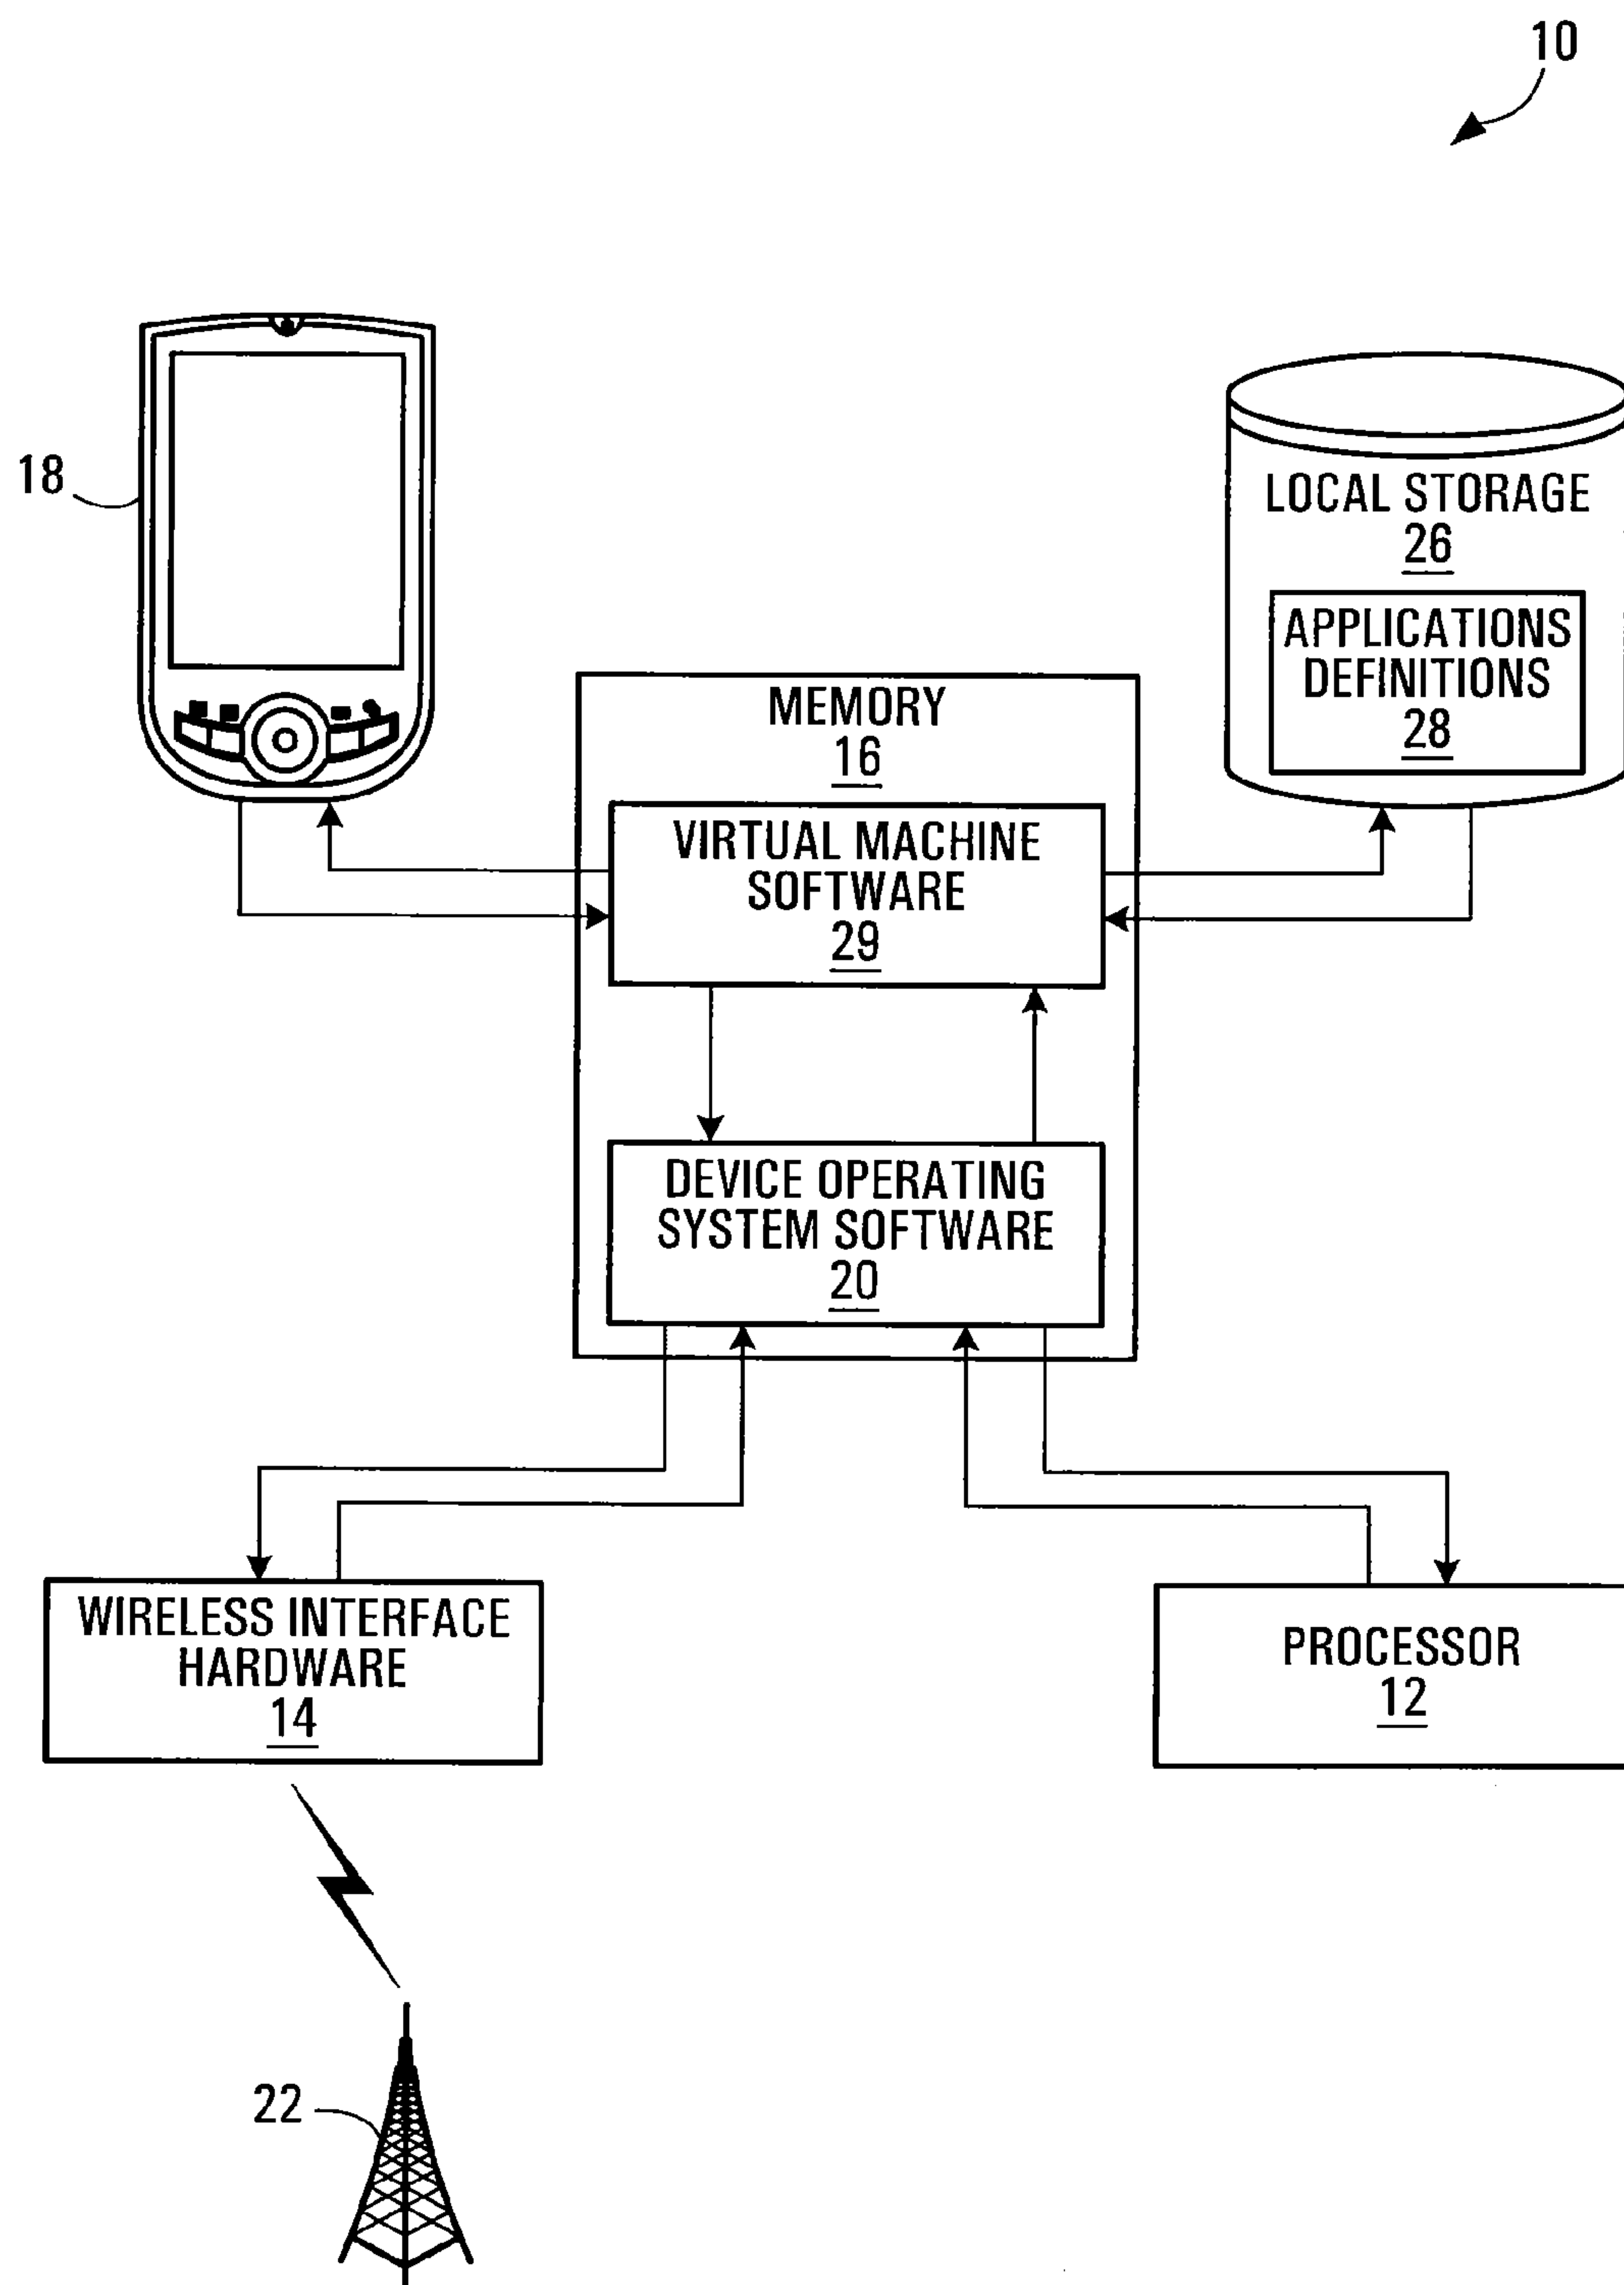 10
18
LOCAL STORAGE
26
APPLICATIONS
DEFINITIONS
28
MEMORY
16
VIRTUAL MACHINE
SOFTWARE
29
DEVICE OPERATING
SYSTEM SOFTWARE
20
WIRELESS INTERFACE
HARDWARE
14
PROCESSOR
12
22